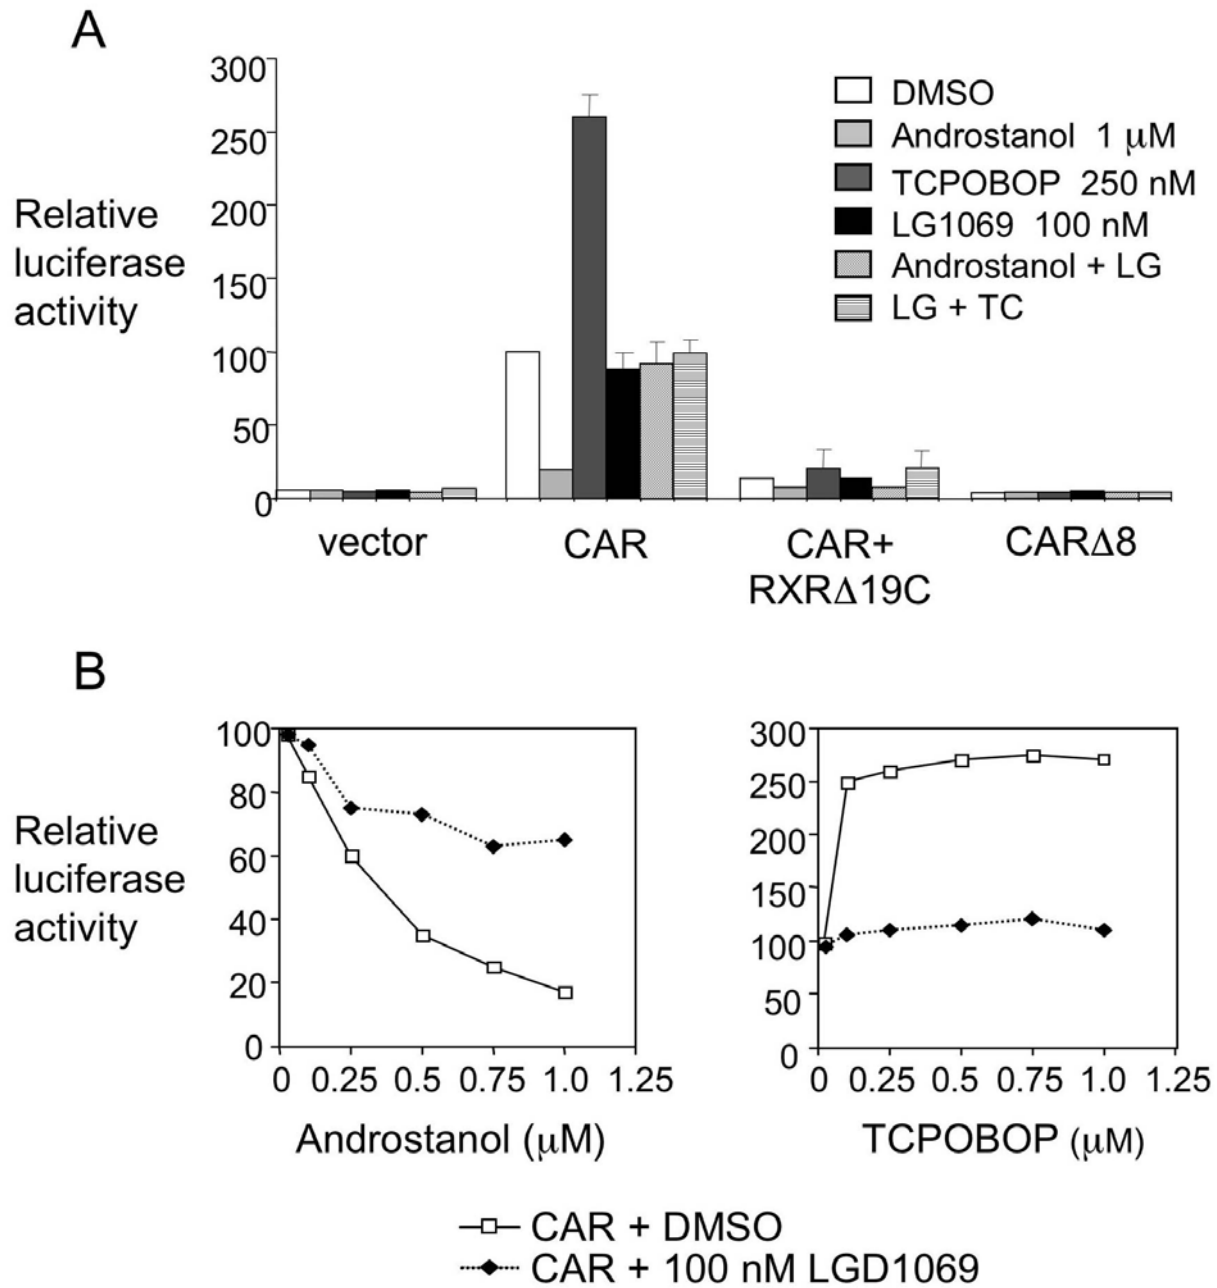 A
300
250
200
150
100
50
0
Relative
luciferase
activity
DMSO
Androstanol 1 μM
TCPOBOP 250 nM
LG1069 100 nM
Androstanol + LG
LG + TC
vector
CAR
CAR+
RXRΔ19C
CARΔ8
B
Relative
luciferase
activity
100
80
60
40
20
0
0 0.25 0.5 0.75 1.0 1.25
Androstanol (μM)
300
250
200
150
100
50
0
0 0.25 0.5 0.75 1.0 1.25
TCPOBOP (μM)
CAR + DMSO
CAR + 100 nM LGD1069